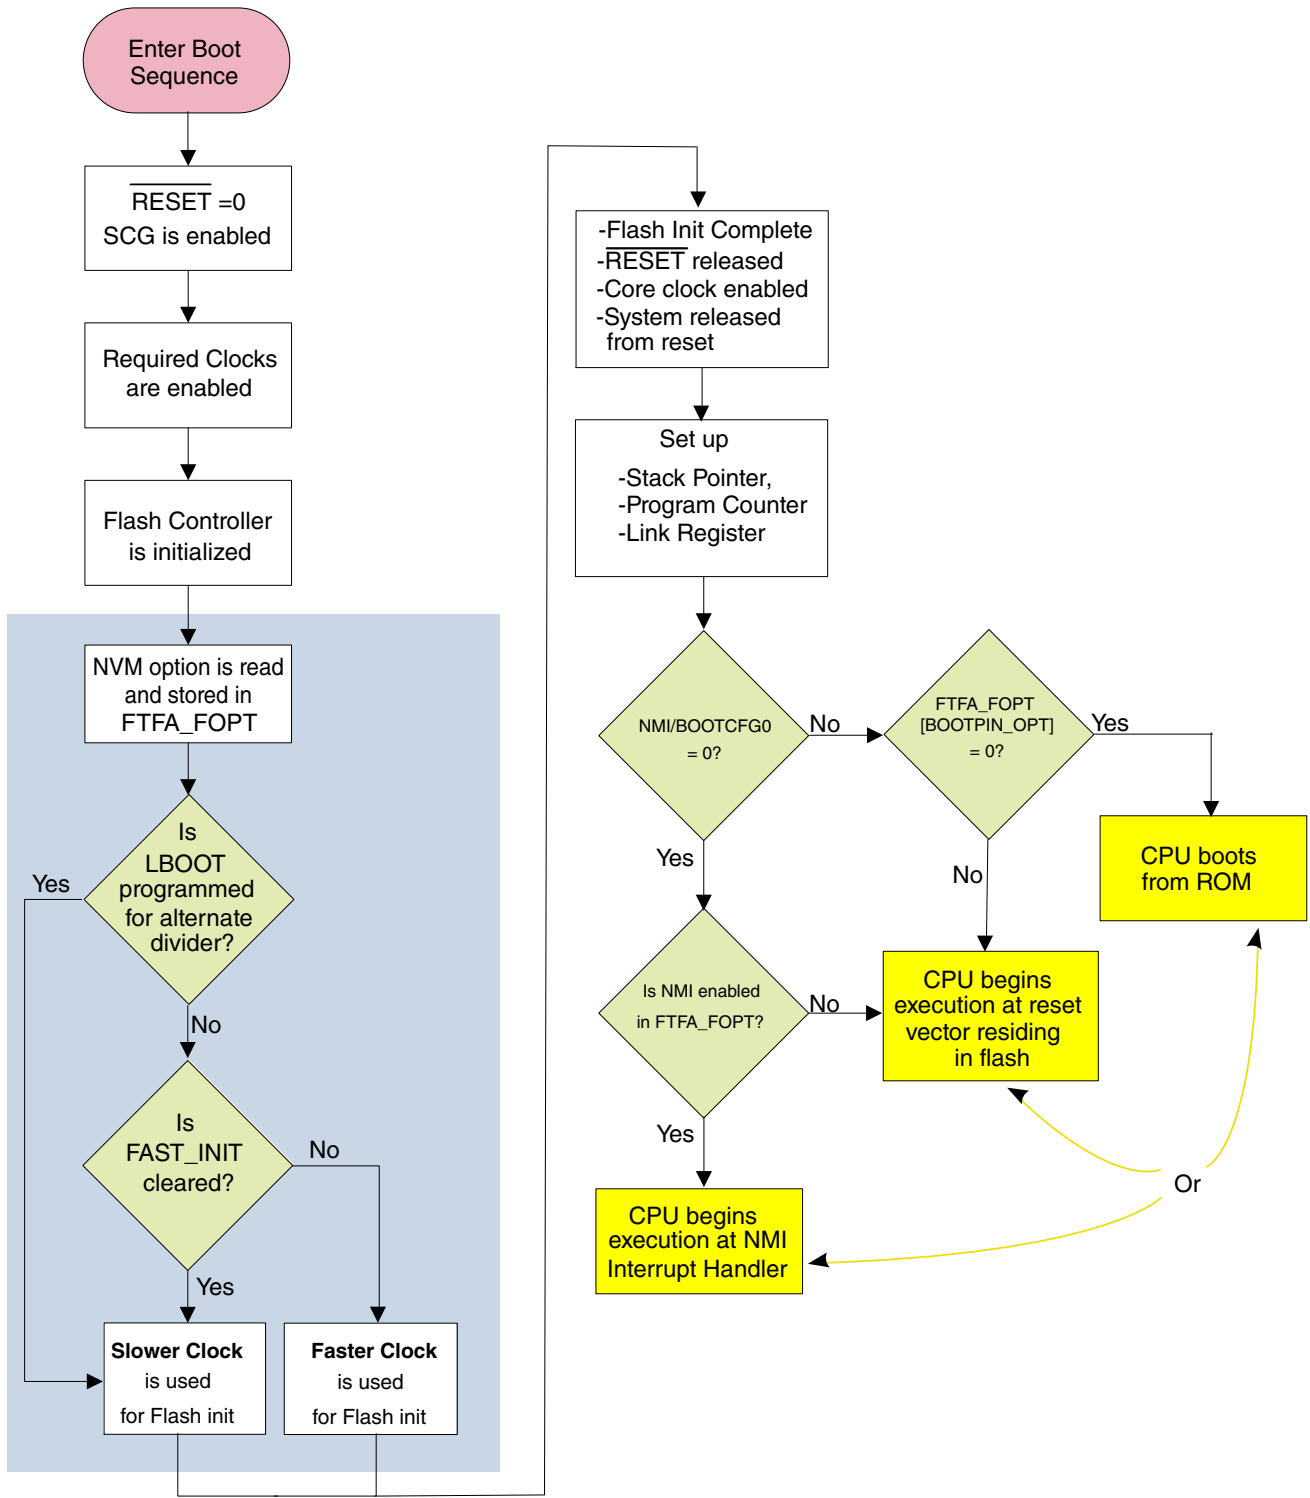 Enter Boot
Sequence
RESET =0
SCG is enabled
Required Clocks
are enabled
Flash Controller
is initialized
NVM option is read
and stored in
FTFA_FOPT
Is
LBOOT
programmed
for alternate
divider?
Yes
No
Is
FAST_INIT
cleared?
No
Yes
Slower Clock
is used
for Flash init
Faster Clock
is used
for Flash init
-Flash Init Complete
-RESET released
-Core clock enabled
-System released
from reset
Set up
-Stack Pointer,
-Program Counter
-Link Register
NMI/BOOTCFG0
= 0?
No
Yes
FTFA_FOPT
[BOOTPIN_OPT]
= 0?
Yes
No
CPU boots
from ROM
Is NMI enabled
in FTFA_FOPT?
No
Yes
CPU begins
execution at reset
vector residing
in flash
CPU begins
execution at NMI
Interrupt Handler
Or